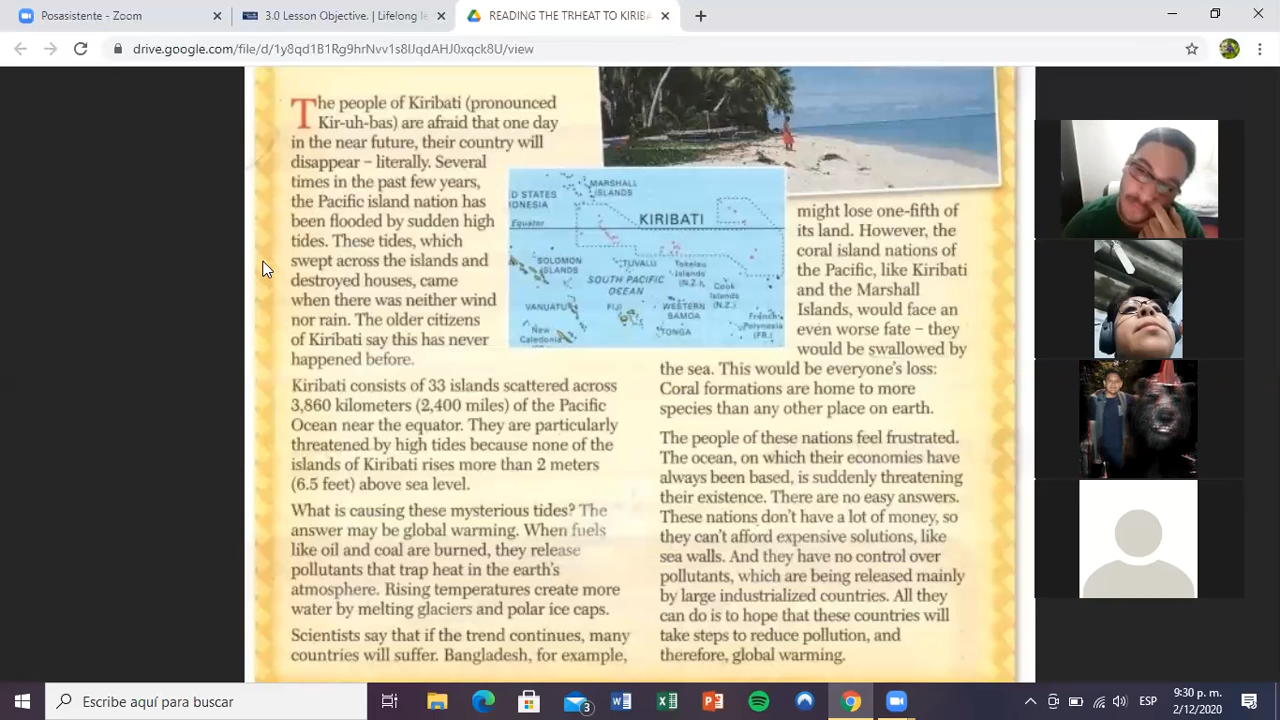 Posasistente - Zoom
3.0 Lesson Objective. | Lifelong le
READING THE TRHEAT TO KIRIBA
drive.google.com/file/d/1y8qd1B1Rg9hrNvv1s8IJqdAHJ0xqck8U/view
The people of Kiribati (pronounced
Kir-uh-bas) are afraid that one day
in the near future, their country will
disappear – literally. Several
times in the past few years,
the Pacific island nation has
been flooded by sudden high
tides. These tides, which
swept across the islands and
destroyed houses, came
when there was neither wind
nor rain. The older citizens
of Kiribati say this has never
happened before.
Kiribati consists of 33 islands scattered across
3,860 kilometers (2,400 miles) of the Pacific
Ocean near the equator. They are particularly
threatened by high tides because none of the
islands of Kiribati rises more than 2 meters
(6.5 feet) above sea level.
What is causing these mysterious tides? The
answer may be global warming. When fuels
like oil and coal are burned, they release
pollutants that trap heat in the earth's
atmosphere. Rising temperatures create more
water by melting glaciers and polar ice caps.
Scientists say that if the trend continues, many
countries will suffer. Bangladesh, for example,
D STATES
ONESIA
MARSHALL
ISLANDS
Equator
KIRIBATI
SOLOMON
ISLANDS
TUVALU
Tokelau
Islands
(N.Z.)
SOUTH PACIFIC
OCEAN
Cook
Islands
(N.Z.)
VANUATU
FIJI
WESTERN
SAMOA
TONGA
French
Polynesia
(FR.)
New
Caledonia
might lose one-fifth of
its land. However, the
coral island nations of
the Pacific, like Kiribati
and the Marshall
Islands, would face an
even worse fate – they
would be swallowed by
the sea. This would be everyone's loss:
Coral formations are home to more
species than any other place on earth.
The people of these nations feel frustrated.
The ocean, on which their economies have
always been based, is suddenly threatening
their existence. There are no easy answers.
These nations don't have a lot of money, so
they can't afford expensive solutions, like
sea walls. And they have no control over
pollutants, which are being released mainly
by large industrialized countries. All they
can do is to hope that these countries will
take steps to reduce pollution, and
therefore, global warming.
Escribe aquí para buscar
3
ESP
9:30 p. m.
2/12/2020